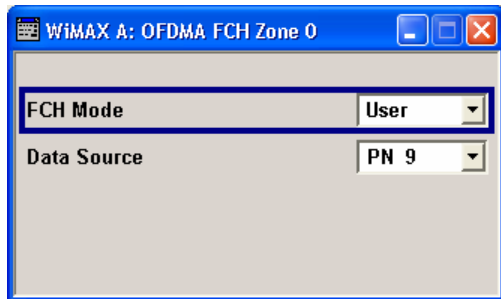 WiMAX A: OFDMA FCH Zone 0
FCH Mode User
Data Source PN 9